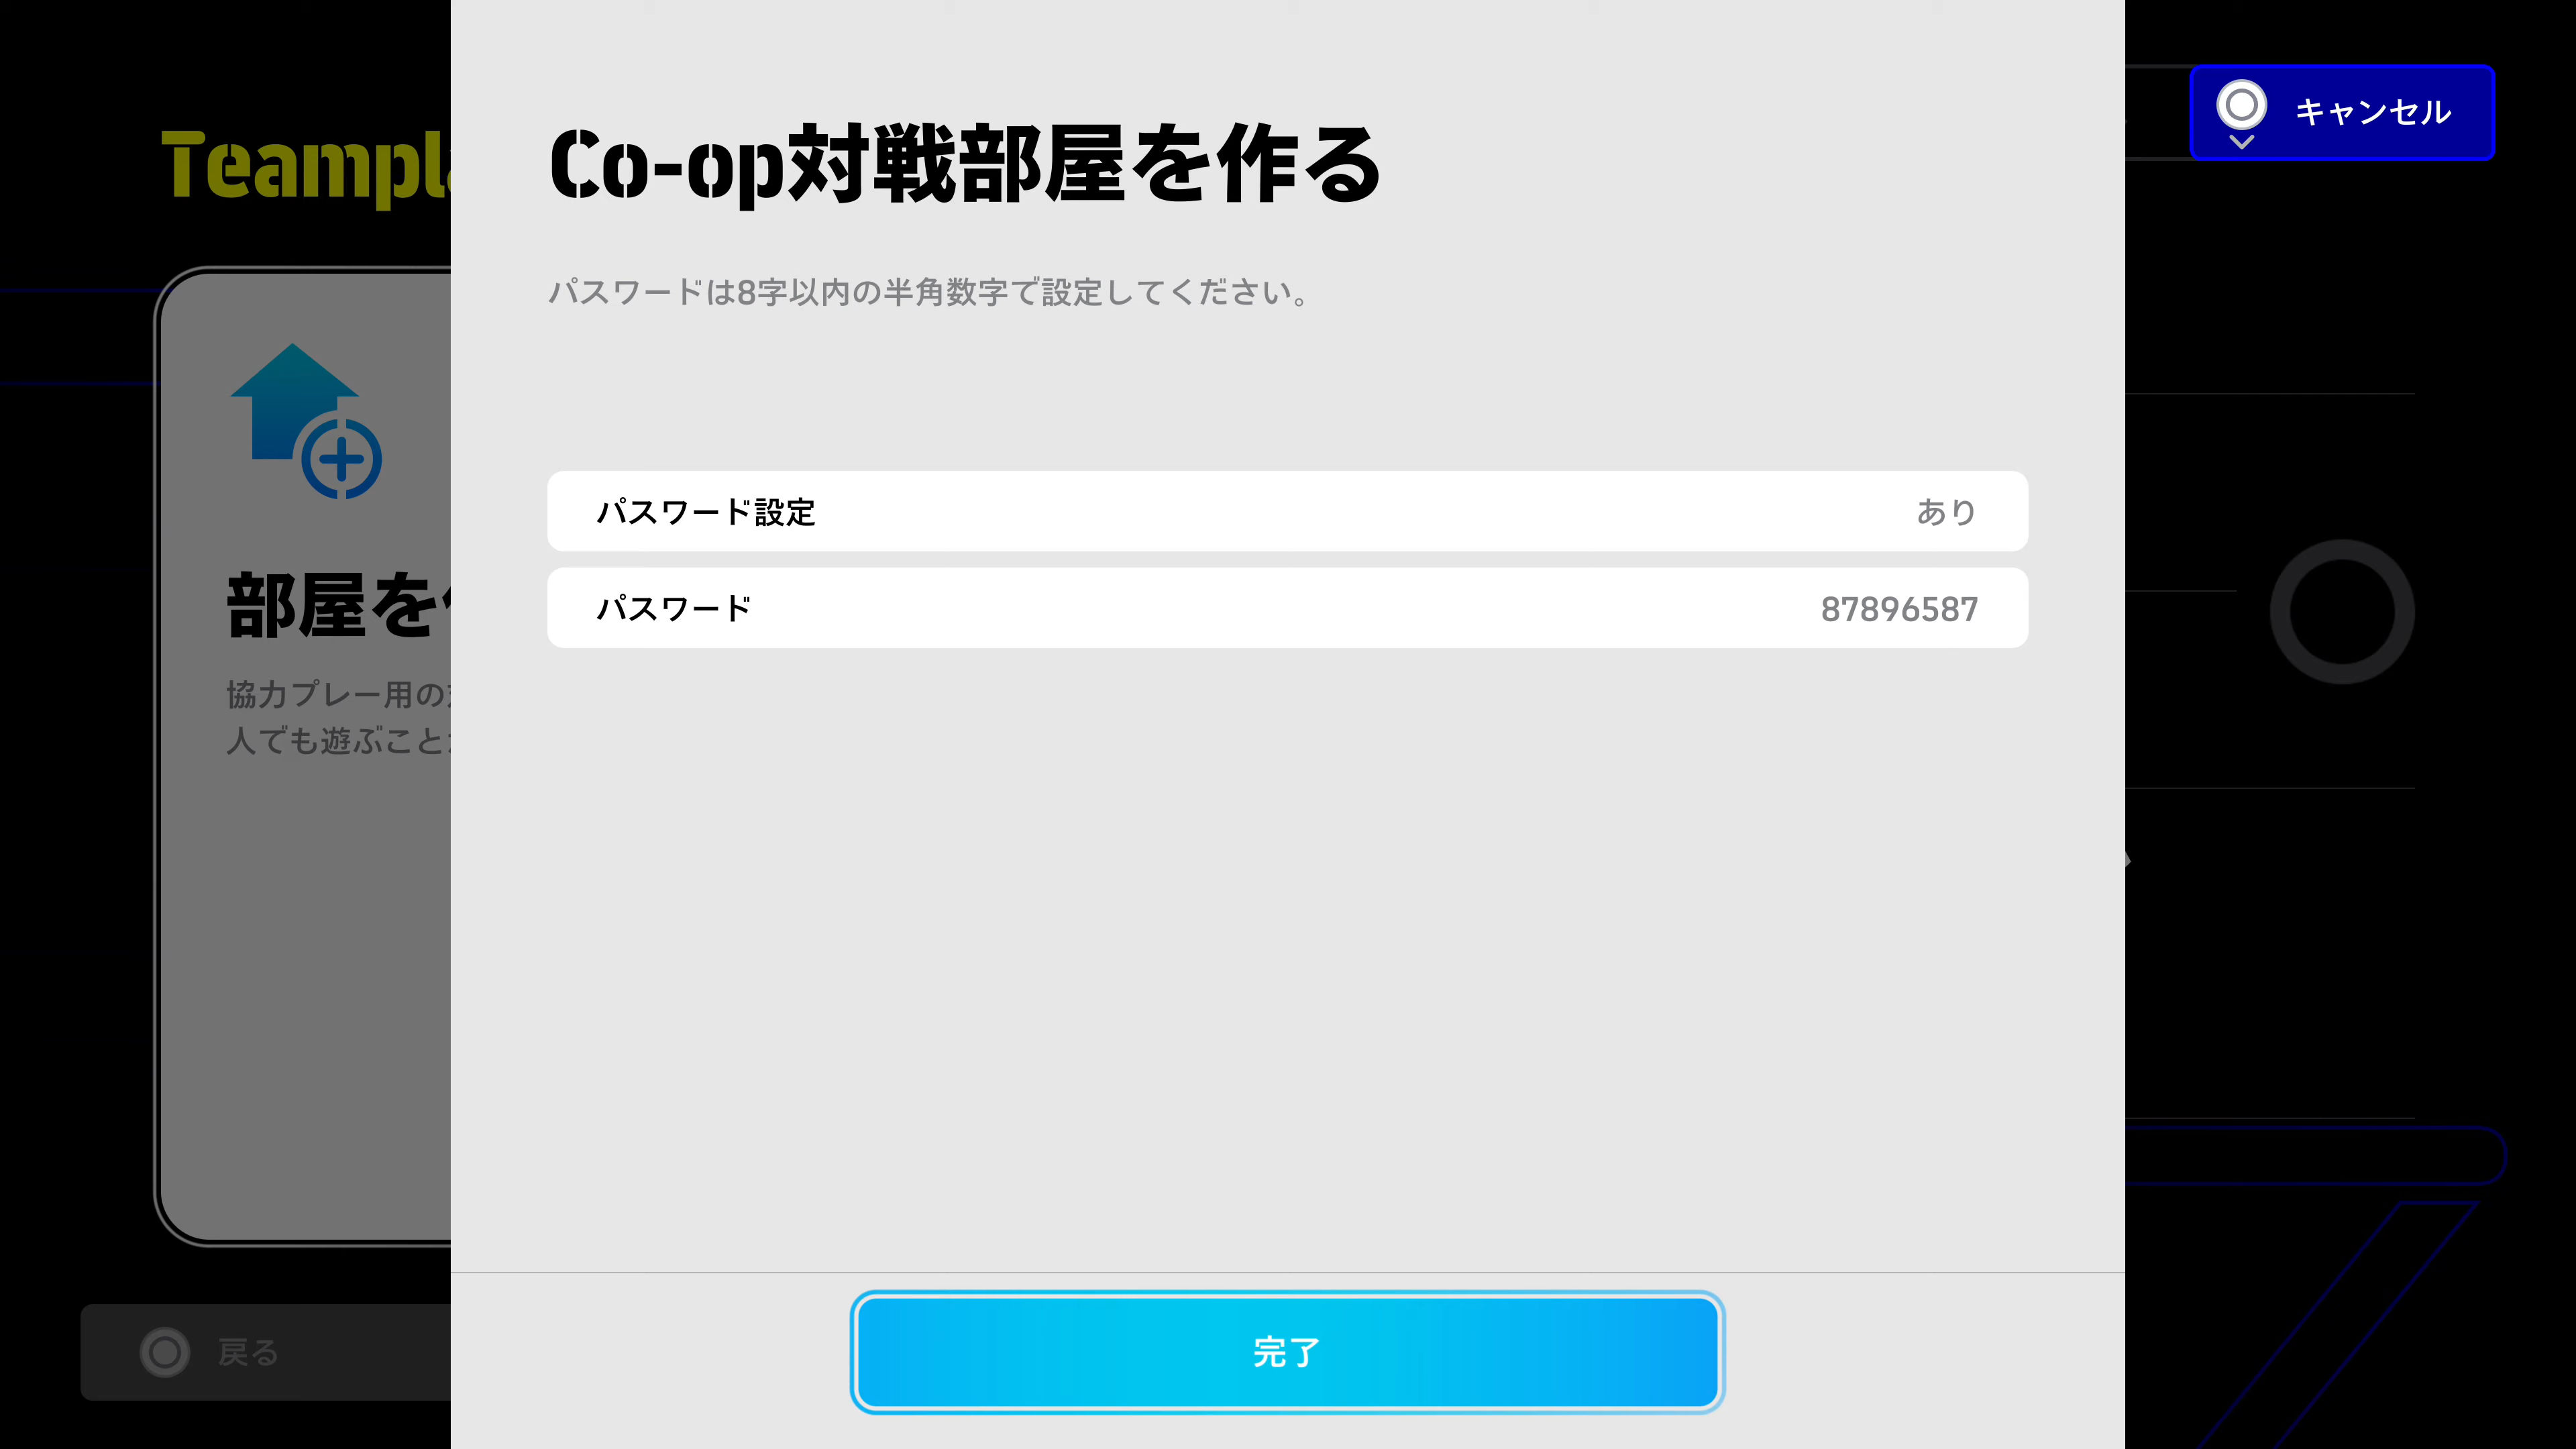 Teampl
キャンセル
Co-op対戦部屋を作る
パスワードは8字以内の半角数字で設定してください。
パスワード設定
あり
パスワード
87896587
部屋を
協力プレー用の
人でも遊ぶこと
戻る
完了